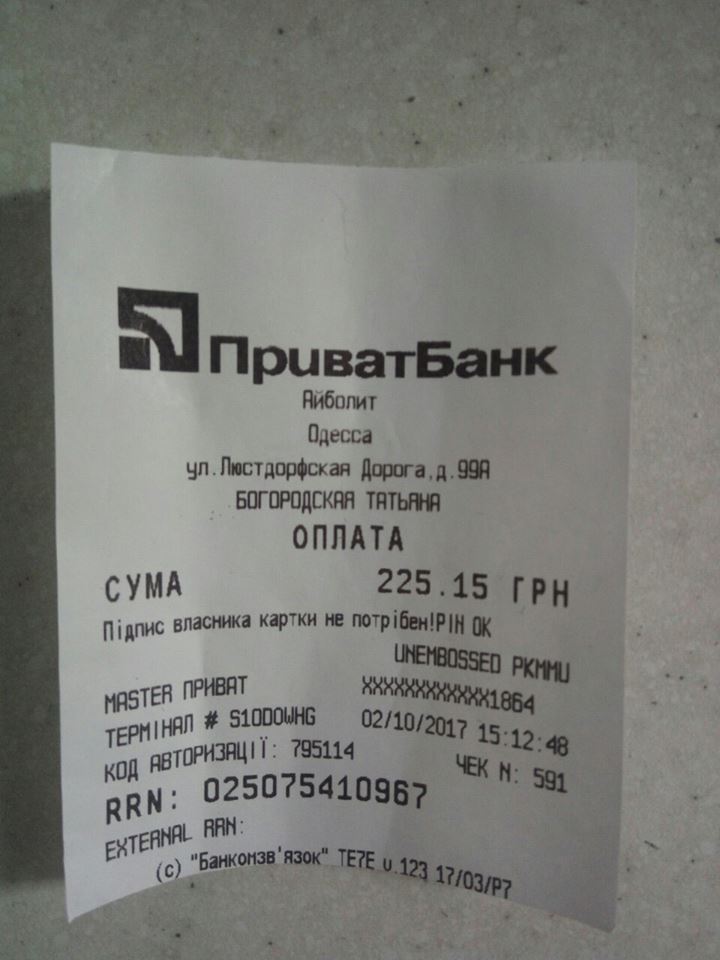 ПриватБанк
Айболит
Одесса
ул.Люстдорфская Дорога,д.99А
БОГОРОДСКАЯ ТАТЬЯНА
ОПЛАТА
СУМА 225.15 ГРН
Підпис власника картки не потрібен!PIN OK
UNEMBOSSED PKMMU
MASTER ПРИВАТ XXXXXXXXXXXX1864
ТЕРМІНАЛ # S1ODOWHG 02/10/2017 15:12:48
КОД АВТОРИЗАЦІЇ: 795114 ЧЕК N: 591
RRN: 025075410967
EXTERNAL RRN:
(c) "Банкомзв'язок" TE7E v.123 17/03/P7